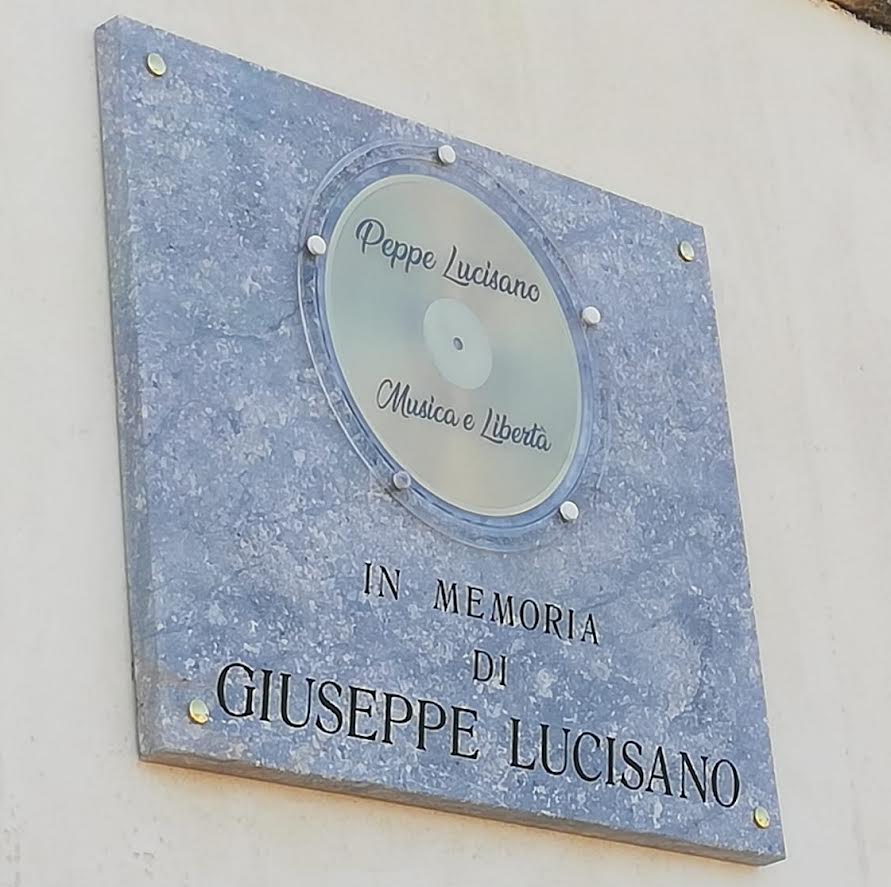 Peppe Lucisano
Musica e Libertà
IN MEMORIA
DI
GIUSEPPE LUCISANO